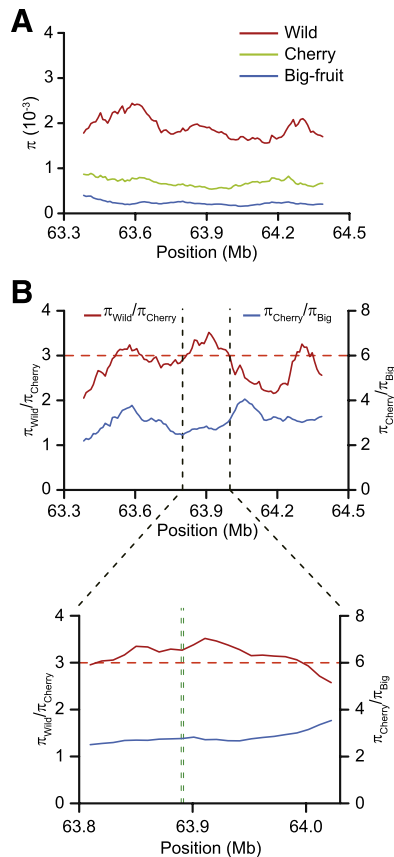 A
Wild
Cherry
Big-fruit
π (10⁻³)
4
3
2
1
0
63.3 63.6 63.9 64.2 64.5
Position (Mb)
B
πWild/πCherry
πCherry/πBig
πWild/πCherry
4
3
2
1
0
8
6
4
2
0
πCherry/πBig
63.3 63.6 63.9 64.2 64.5
Position (Mb)
πWild/πCherry
4
3
2
1
0
8
6
4
2
0
πCherry/πBig
63.8 63.9 64.0
Position (Mb)